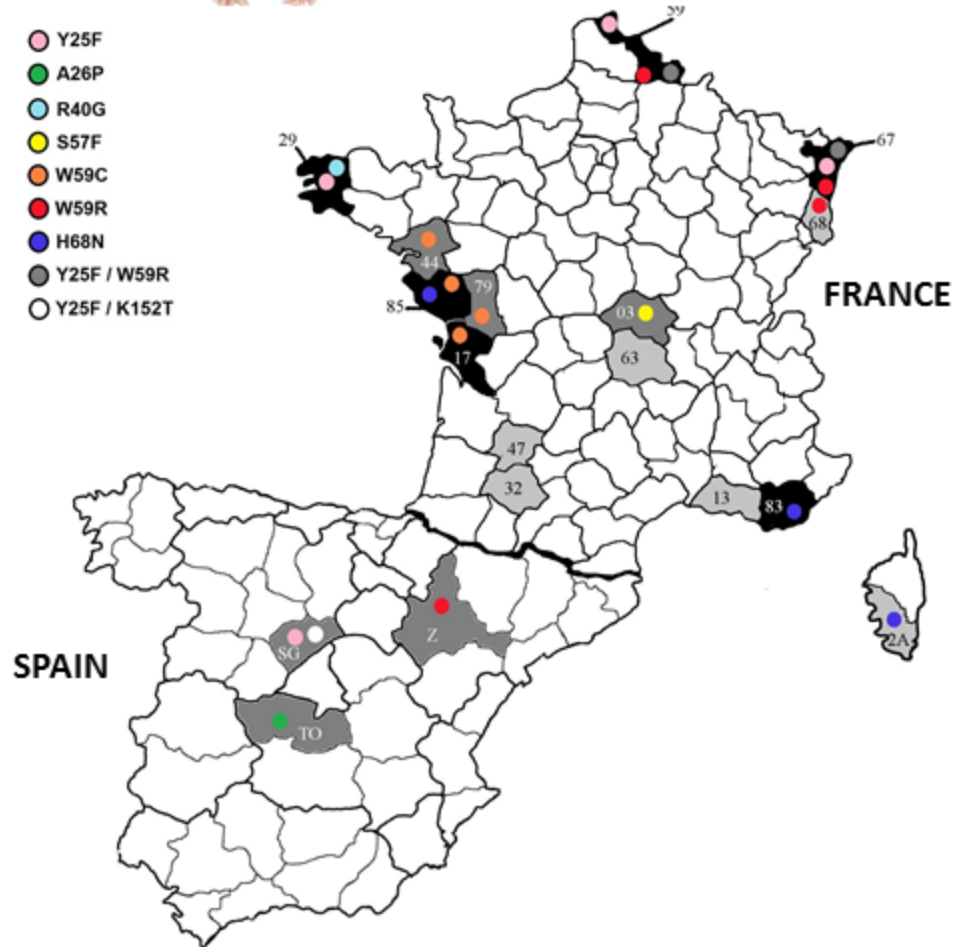 Y25F
A26P
R40G
S57F
W59C
W59R
H68N
Y25F / W59R
Y25F / K152T
59
29
67
68
44
79
85
17
03
63
FRANCE
47
32
13
83
2A
Z
SG
SPAIN
TO